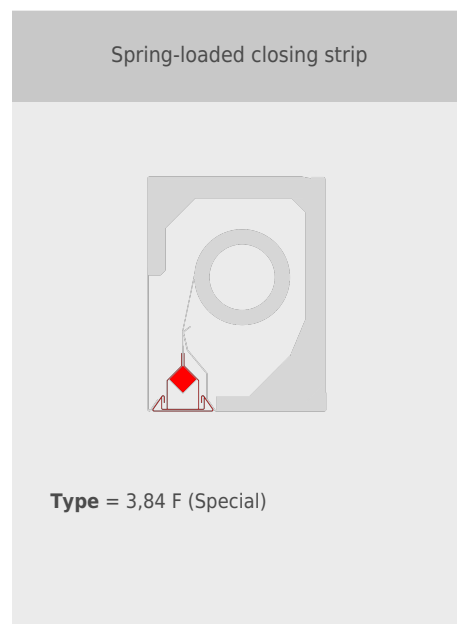 Spring-loaded closing strip
Type = 3,84 F (Special)